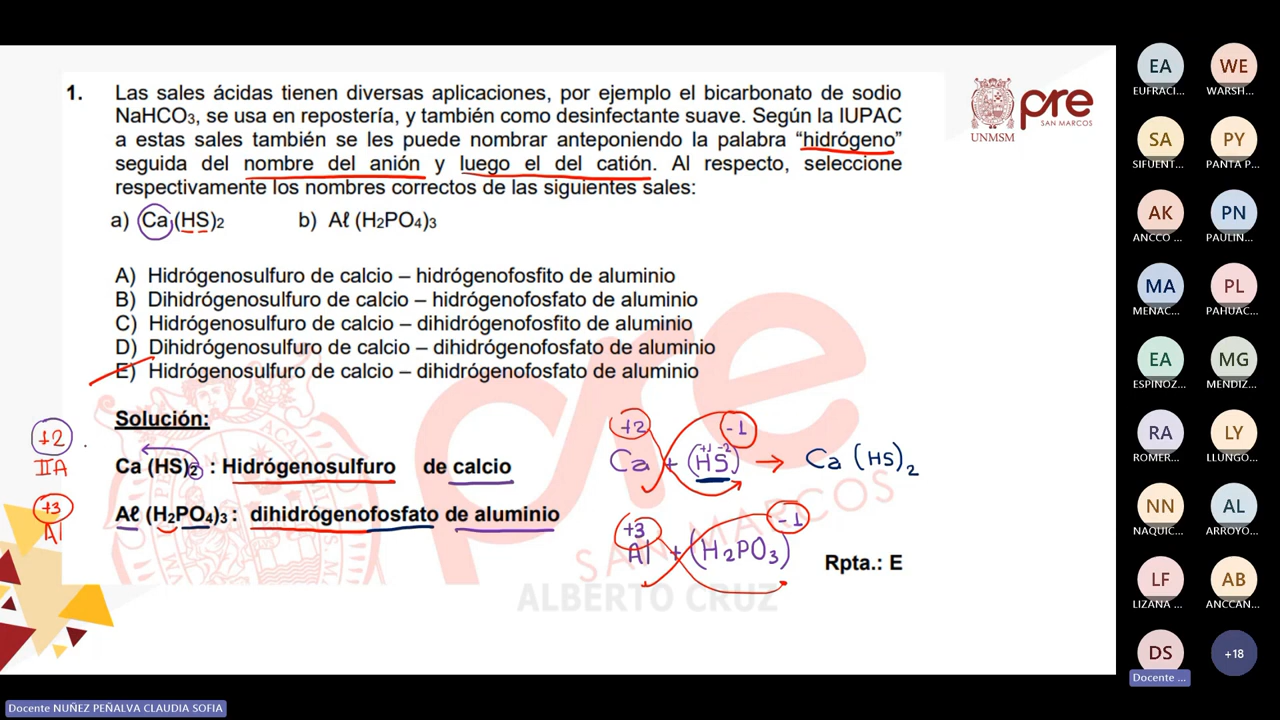 1. Las sales ácidas tienen diversas aplicaciones, por ejemplo el bicarbonato de sodio
NaHCO3, se usa en repostería, y también como desinfectante suave. Según la IUPAC
a estas sales también se les puede nombrar anteponiendo la palabra “hidrógeno”
seguida del nombre del anión y luego el del catión. Al respecto, seleccione
respectivamente los nombres correctos de las siguientes sales:
a) Ca (HS)2 b) Aℓ (H2PO4)3
A) Hidrógenosulfuro de calcio – hidrógenofosfito de aluminio
B) Dihidrógenosulfuro de calcio – hidrógenofosfato de aluminio
C) Hidrógenosulfuro de calcio – dihidrógenofosfito de aluminio
D) Dihidrógenosulfuro de calcio – dihidrógenofosfato de aluminio
E) Hidrógenosulfuro de calcio – dihidrógenofosfato de aluminio
Solución:
+2
IIA
Ca (HS)2 : Hidrógenosulfuro de calcio
+3
Al
Aℓ (H2PO4)3 : dihidrógenofosfato de aluminio
+2 -1
+1 -2
Ca + (HS) → Ca (HS)2
+3 -1
Al + (H2PO3)
Rpta.: E
pre
SAN MARCOS
ALBERTO CRUZ
UNMSM
pre
SAN MARCOS
EA WE
EUFRACI... WARSH...
SA PY
SIFUENT... PANTA P...
AK PN
ANCCO ... PAULIN...
MA PL
MENAC... PAHUAC...
EA MG
ESPINOZ... MENDIZ...
RA LY
ROMER... LLUNGO...
NN AL
NAQUIC... ARROYO...
LF AB
LIZANA ... ANCCAN...
DS +18
Docente ...
Docente NUÑEZ PEÑALVA CLAUDIA SOFIA